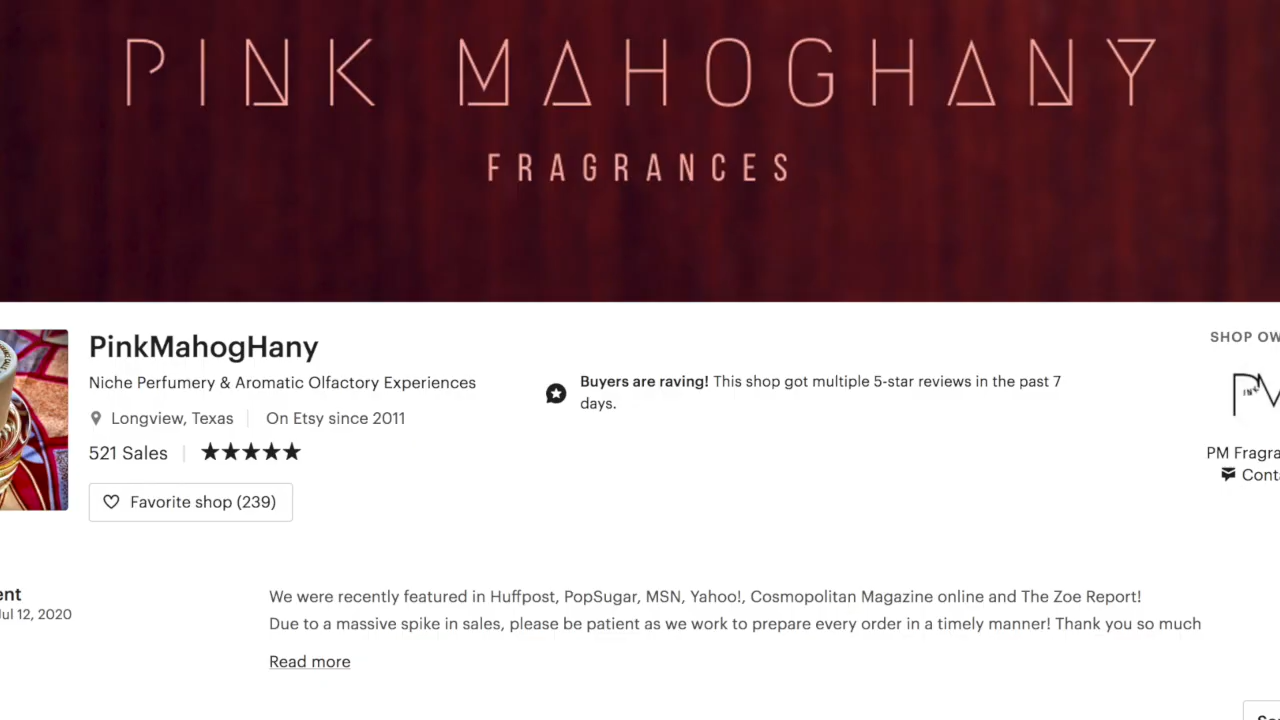 PINK MAHOGHANY
FRAGRANCES
PinkMahogHany
Niche Perfumery & Aromatic Olfactory Experiences
Longview, Texas
On Etsy since 2011
521 Sales
Favorite shop (239)
Buyers are raving! This shop got multiple 5-star reviews in the past 7
days.
SHOP OW
PM
PM Fragra
Conta
ent
Jul 12, 2020
We were recently featured in Huffpost, PopSugar, MSN, Yahoo!, Cosmopolitan Magazine online and The Zoe Report!
Due to a massive spike in sales, please be patient as we work to prepare every order in a timely manner! Thank you so much
Read more